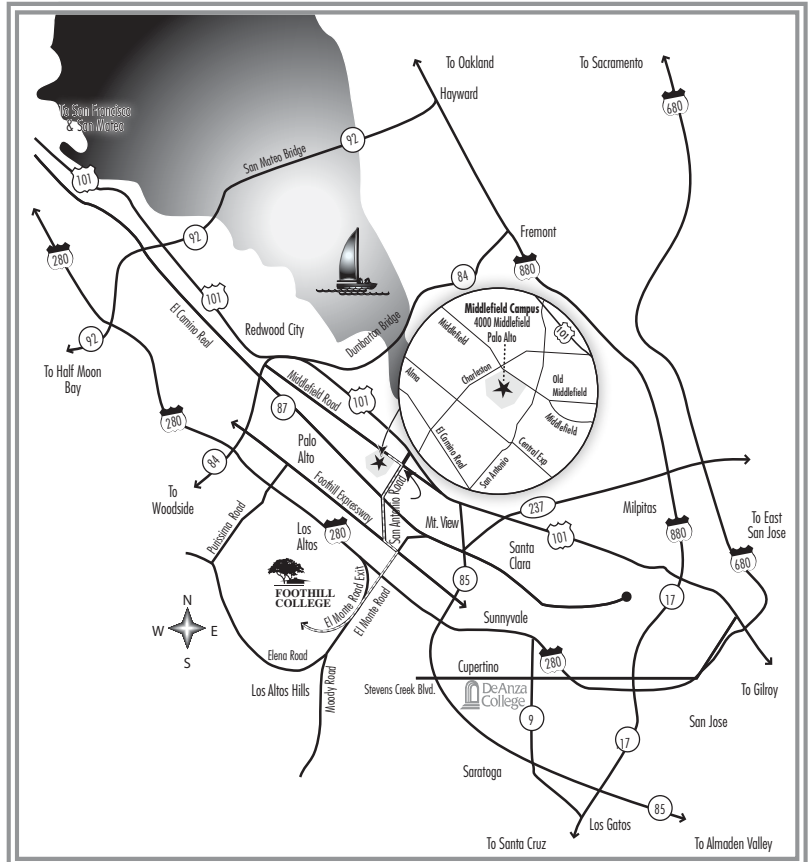 To San Francisco
& San Mateo
To Oakland
To Sacramento
Hayward
680
92
San Mateo Bridge
101
92
280
Fremont
880
84
101
El Camino Real
Redwood City
Dumbarton Bridge
92
To Half Moon
Bay
Middlefield Campus
4000 Middlefield
Palo Alto
101
Middlefield
Charleston
Alma
Old
Middlefield
Middlefield
El Camino Real
Central Exp
San Antonio
Middlefield Road
101
87
280
Palo
Alto
84
To
Woodside
Foothill Expressway
San Antonio Road
237
Milpitas
To East
San Jose
Purissima Road
Los
Altos
280
Mt. View
101
Santa
Clara
880
680
85
17
FOOTHILL
COLLEGE
El Monte Road Exit
El Monte Road
Sunnyvale
N
W
E
S
Elena Road
Los Altos Hills
Moody Road
Cupertino
280
Stevens Creek Blvd.
DeAnza
College
To Gilroy
9
San Jose
17
Saratoga
85
Los Gatos
To Santa Cruz
To Almaden Valley